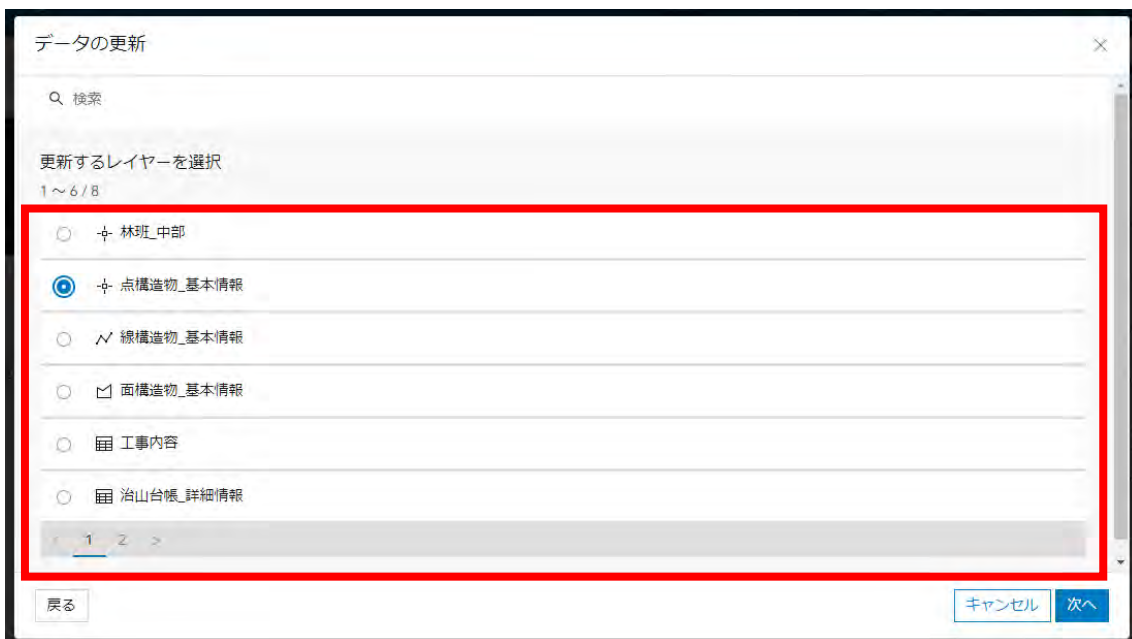 データの更新
検索
更新するレイヤーを選択
1～6/8
林班_中部
点構造物_基本情報
線構造物_基本情報
面構造物_基本情報
工事内容
治山台帳_詳細情報
< 1 2 >
戻る キャンセル 次へ